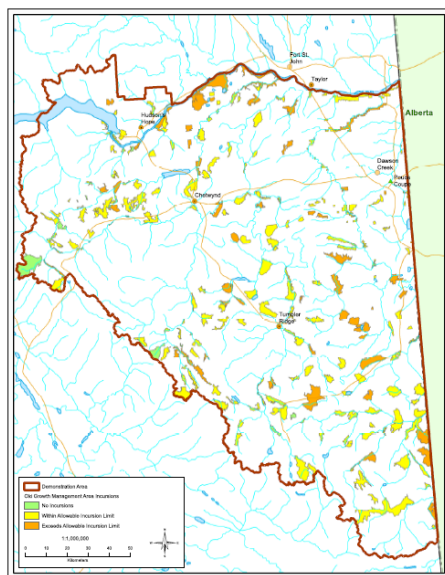 Fort St.
John
Taylor
Alberta
Hudson's
Hope
Dawson
Creek
Pouce
Coupe
Chetwynd
Tumbler
Ridge
Demonstration Area
Old Growth Management Area Incursions
No Incursions
Within Allowable Incursion Limit
Exceeds Allowable Incursion Limit
1:1,000,000
0 10 20 30 40 50
Kilometers